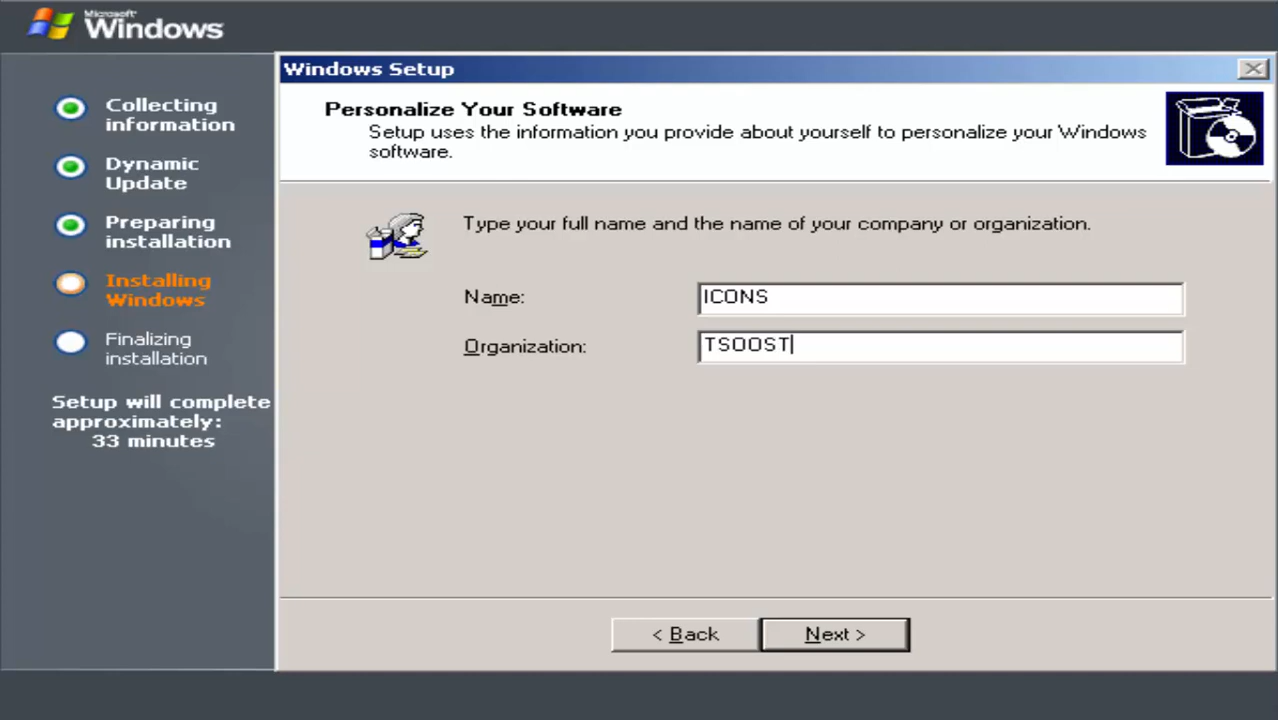 Microsoft
Windows
Collecting
information
Dynamic
Update
Preparing
installation
Installing
Windows
Finalizing
installation
Setup will complete
approximately:
33 minutes
Windows Setup
Personalize Your Software
Setup uses the information you provide about yourself to personalize your Windows
software.
Type your full name and the name of your company or organization.
Name:
ICONS
Organization:
TSOOST
< Back
Next >